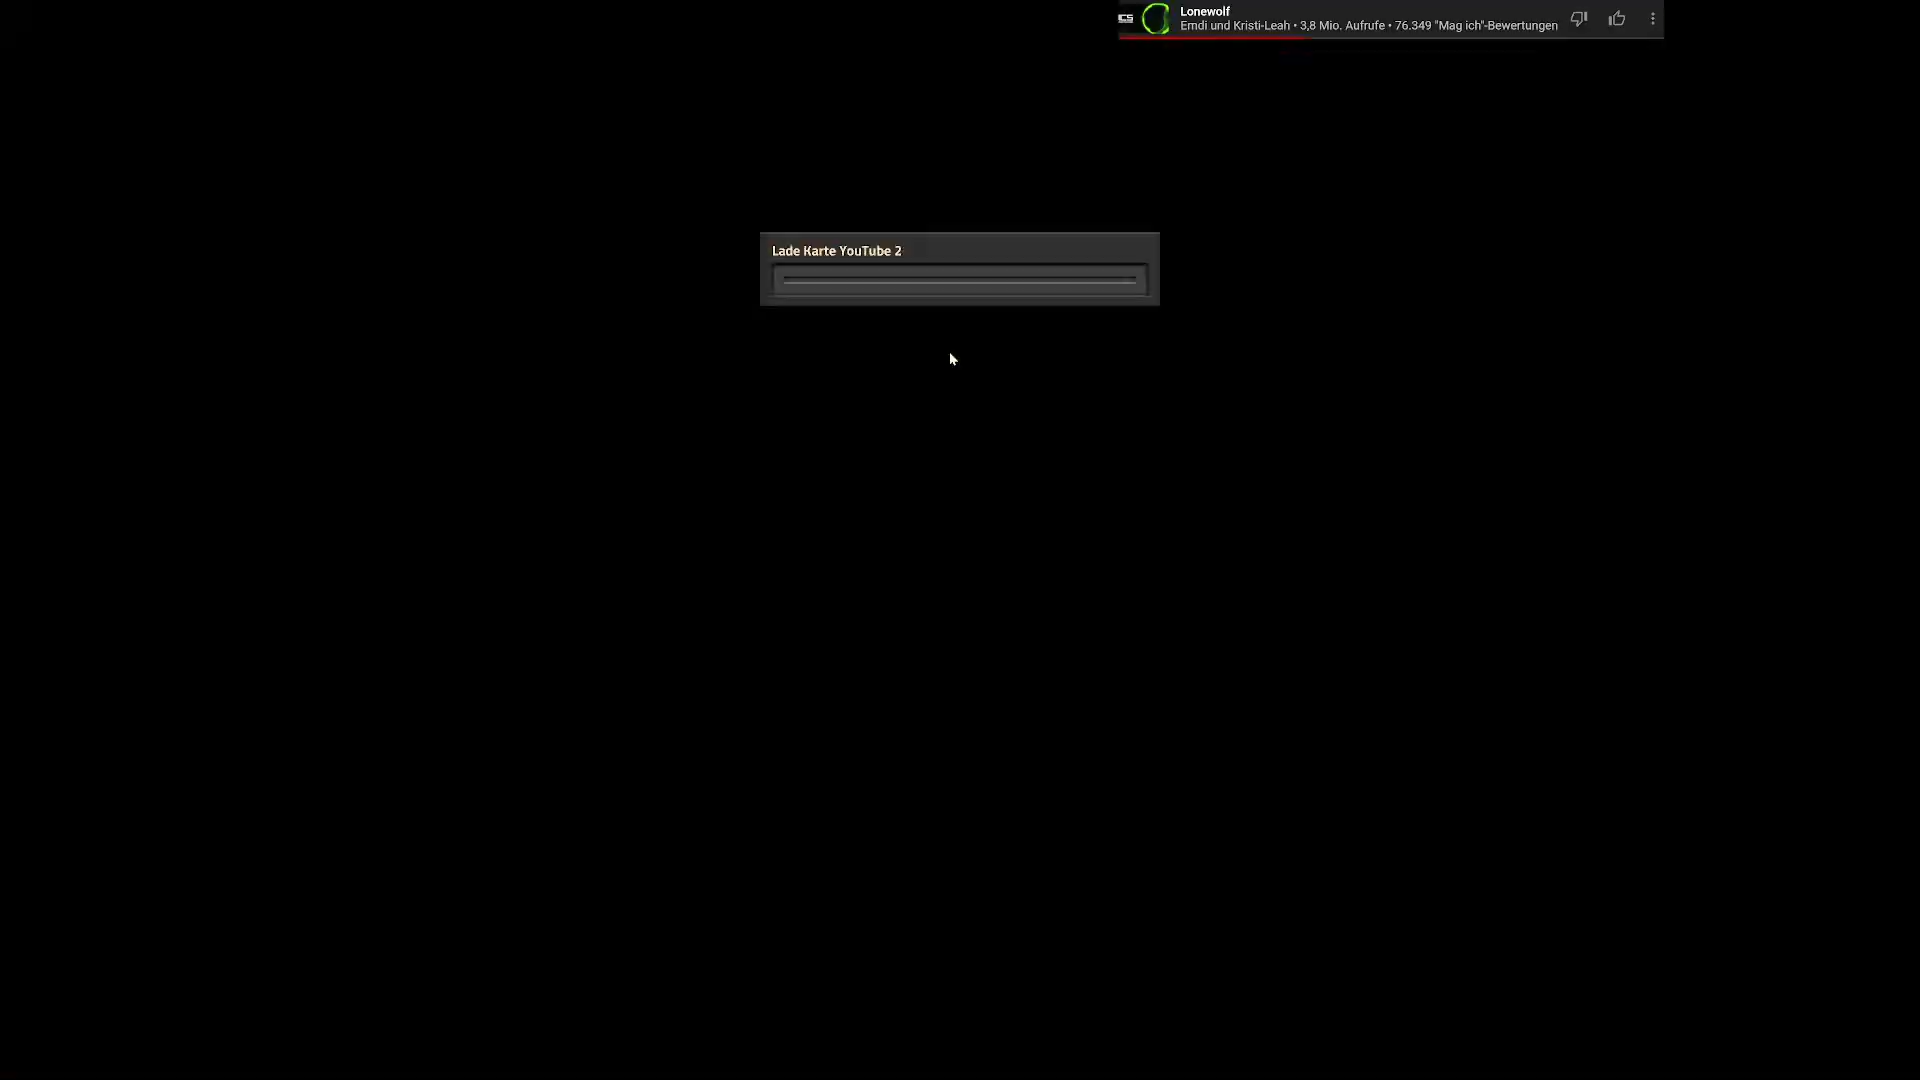 Lonewolf
Emdi und Kristi-Leah • 3,8 Mio. Aufrufe • 76.349 "Mag ich"-Bewertungen
Lade Karte YouTube 2